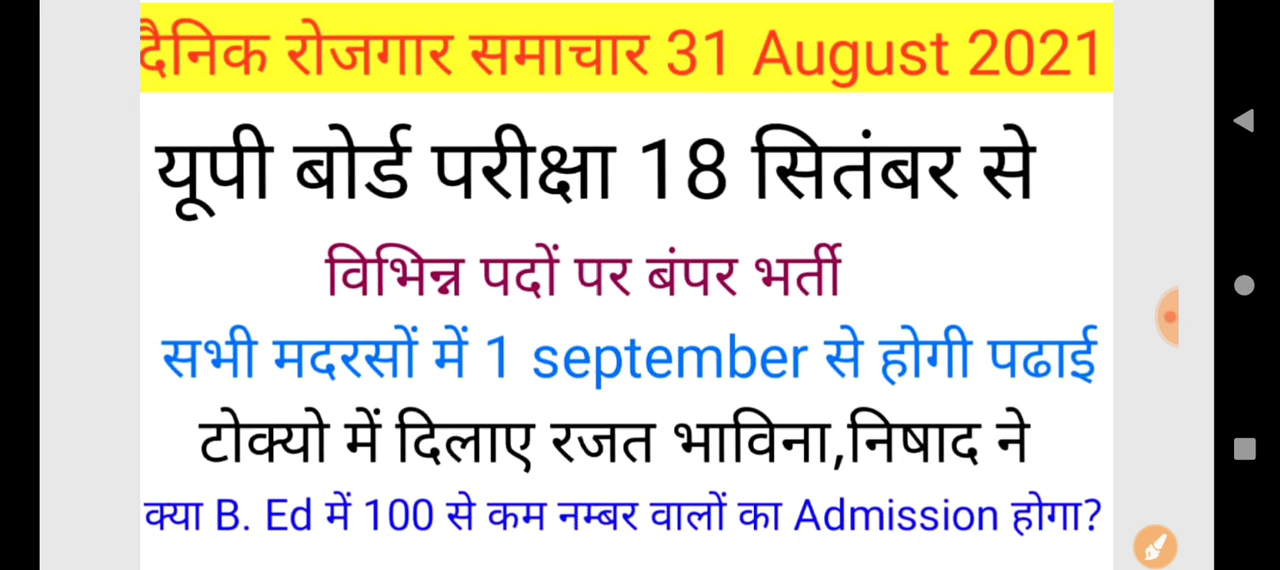 दैनिक रोजगार समाचार 31 August 2021
यूपी बोर्ड परीक्षा 18 सितंबर से
विभिन्न पदों पर बंपर भर्ती
सभी मदरसों में 1 september से होगी पढाई
टोक्यो में दिलाए रजत भाविना,निषाद ने
क्या B. Ed में 100 से कम नम्बर वालों का Admission होगा?